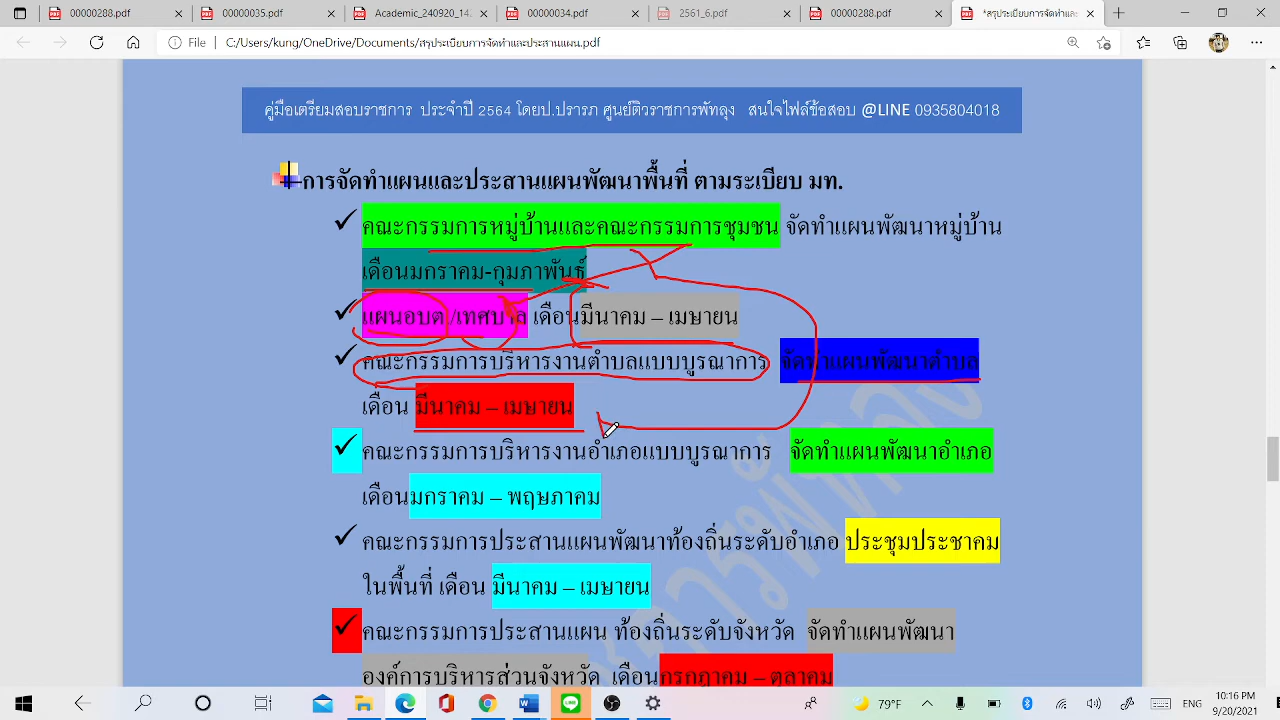 00000288.pdf
00000025.pdf
Academic_240920_14.
00000034.pdf
2561_6.pdf
00000288.pdf
File
C:/Users/kung/Documents/สรุประเบียบการจัดทำแผนและประสานแผน.pdf
คู่มือเตรียมสอบราชการ ประจำปี 2564 โดยป.ปรารภ ศูนย์ติวราชการพัทลุง สนใจไฟล์ข้อสอบ @LINE 0935804018
การจัดทำแผนและประสานแผนพัฒนาพื้นที่ ตามระเบียบ มท.
คณะกรรมการหมู่บ้านและคณะกรรมการชุมชน จัดทำแผนพัฒนาหมู่บ้าน
เดือนมกราคม-กุมภาพันธ์
แผนอบต./เทศบาล เดือนมีนาคม – เมษายน
คณะกรรมการบริหารงานตำบลแบบบูรณาการ จัดทำแผนพัฒนาตำบล
เดือน มีนาคม – เมษายน
คณะกรรมการบริหารงานอำเภอแบบบูรณาการ จัดทำแผนพัฒนาอำเภอ
เดือนมกราคม – พฤษภาคม
คณะกรรมการประสานแผนพัฒนาท้องถิ่นระดับอำเภอ ประชุมประชาคม
ในพื้นที่ เดือน มีนาคม – เมษายน
คณะกรรมการประสานแผน ท้องถิ่นระดับจังหวัด จัดทำแผนพัฒนา
องค์การบริหารส่วนจังหวัด เดือนกรกฎาคม – ตุลาคม
79°F
ENG
10:16 PM
9/20/2021